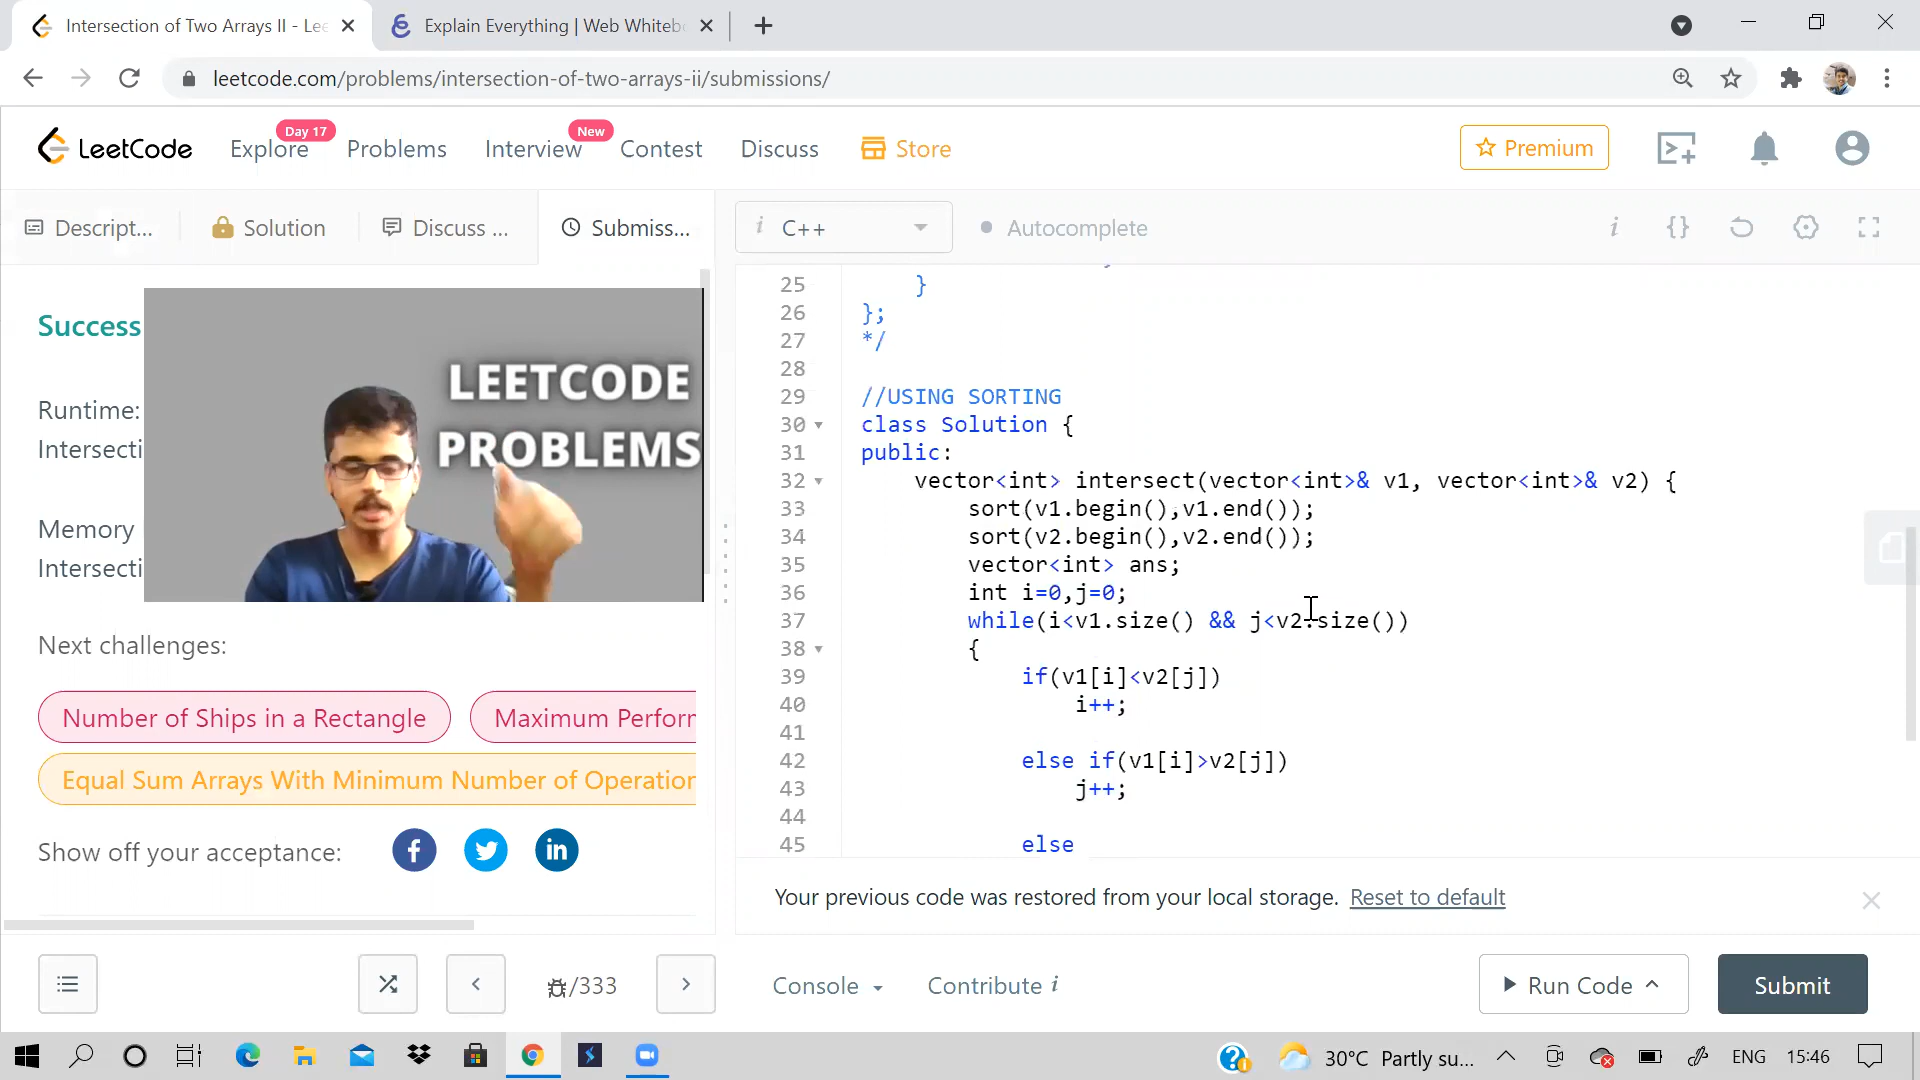 Intersection of Two Arrays II - Lee
Explain Everything | Web Whitebo
leetcode.com/problems/intersection-of-two-arrays-ii/submissions/
LeetCode
Explore
Day 17
Problems
Interview
New
Contest
Discuss
Store
Premium
Descript...
Solution
Discuss ...
Submiss...
i C++
Autocomplete
i {}
Success
Runtime:
Intersecti
Memory
Intersecti
LEETCODE
PROBLEMS
Next challenges:
Number of Ships in a Rectangle
Maximum Perforr
Equal Sum Arrays With Minimum Number of Operation
Show off your acceptance:
25 }
26 };
27 */
28
29 //USING SORTING
30 class Solution {
31 public:
32 vector<int> intersect(vector<int>& v1, vector<int>& v2) {
33 sort(v1.begin(),v1.end());
34 sort(v2.begin(),v2.end());
35 vector<int> ans;
36 int i=0,j=0;
37 while(i<v1.size() && j<v2.size())
38 {
39 if(v1[i]<v2[j])
40 i++;
41
42 else if(v1[i]>v2[j])
43 j++;
44
45 else
Your previous code was restored from your local storage. Reset to default
/333
Console
Contribute i
Run Code
Submit
30°C Partly su...
ENG
15:46